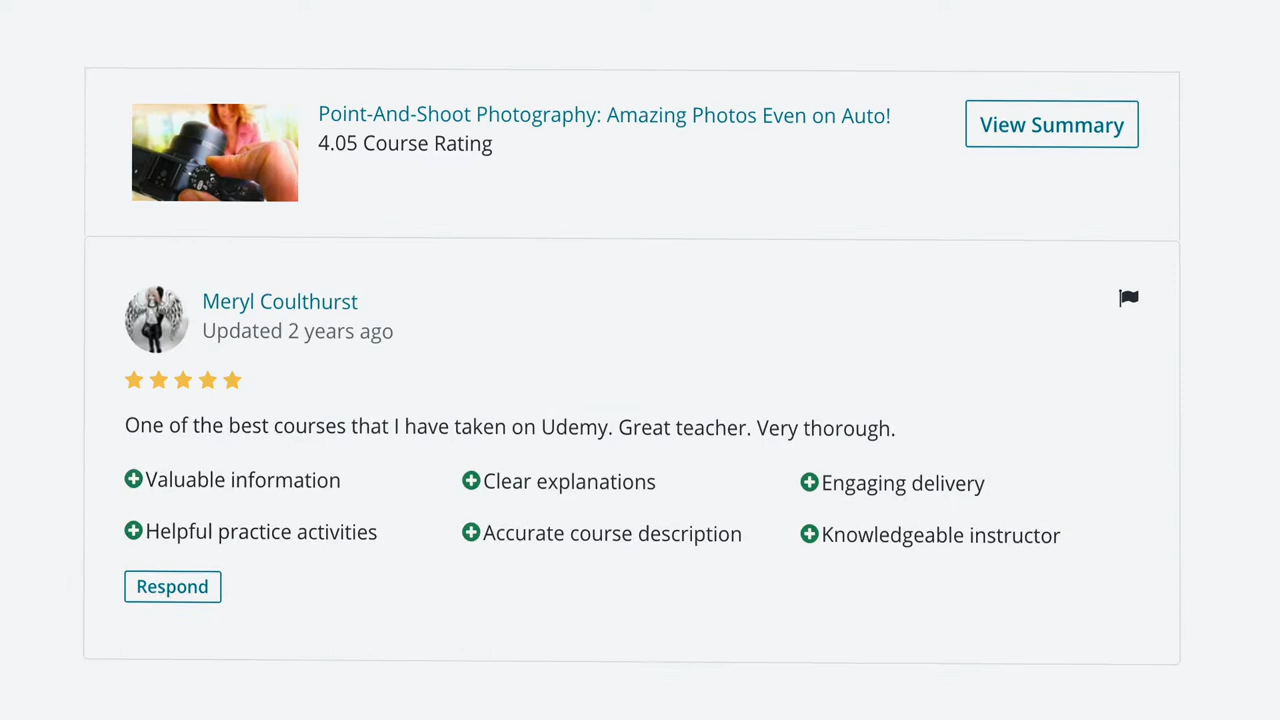 Point-And-Shoot Photography: Amazing Photos Even on Auto!
4.05 Course Rating
View Summary
Meryl Coulthurst
Updated 2 years ago
One of the best courses that I have taken on Udemy. Great teacher. Very thorough.
Valuable information
Clear explanations
Engaging delivery
Helpful practice activities
Accurate course description
Knowledgeable instructor
Respond